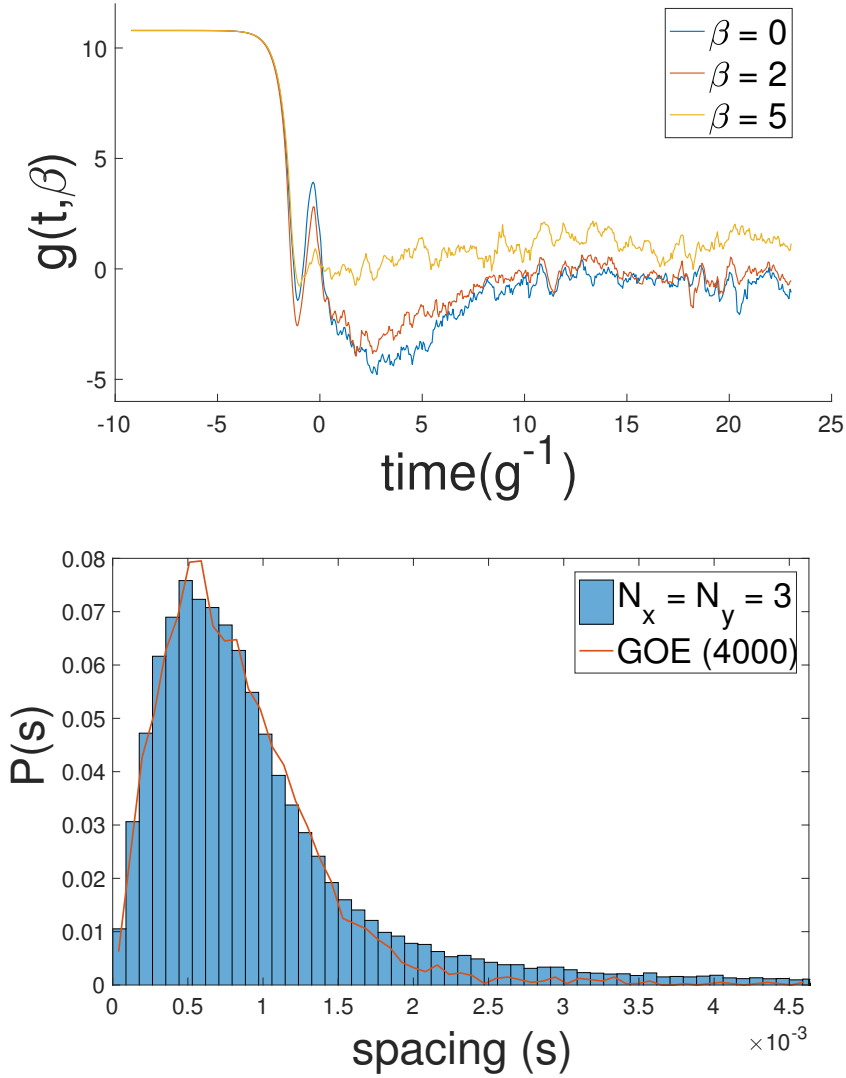 10
5
0
-5
g(t,β)
β = 0
β = 2
β = 5
-10 -5 0 5 10 15 20 25
time(g^-1)
0.08
0.07
0.06
0.05
0.04
0.03
0.02
0.01
0
P(s)
N_x = N_y = 3
GOE (4000)
0 0.5 1 1.5 2 2.5 3 3.5 4 4.5
×10^-3
spacing (s)